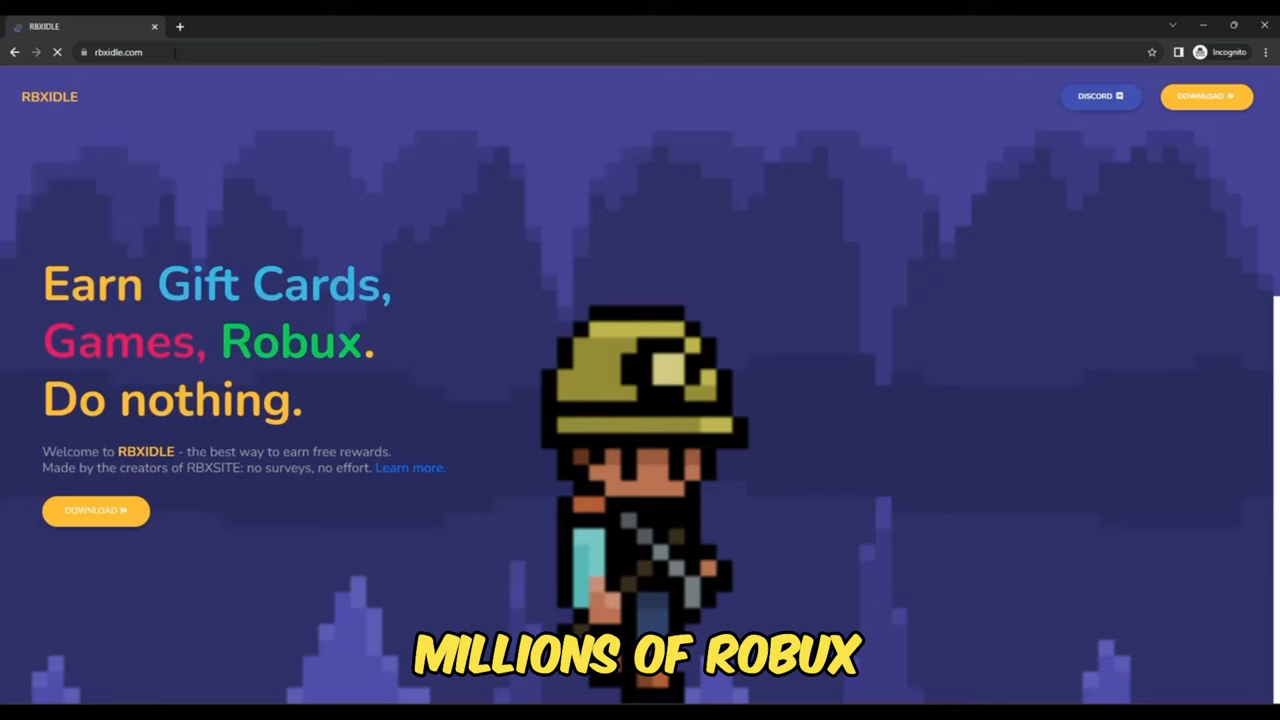 RBXIDLE
rbxidle.com
Incognito
RBXIDLE
DISCORD
DOWNLOAD
Earn Gift Cards,
Games, Robux.
Do nothing.
Welcome to RBXIDLE - the best way to earn free rewards.
Made by the creators of RBXSITE: no surveys, no effort. Learn more.
DOWNLOAD
MILLIONS OF ROBUX